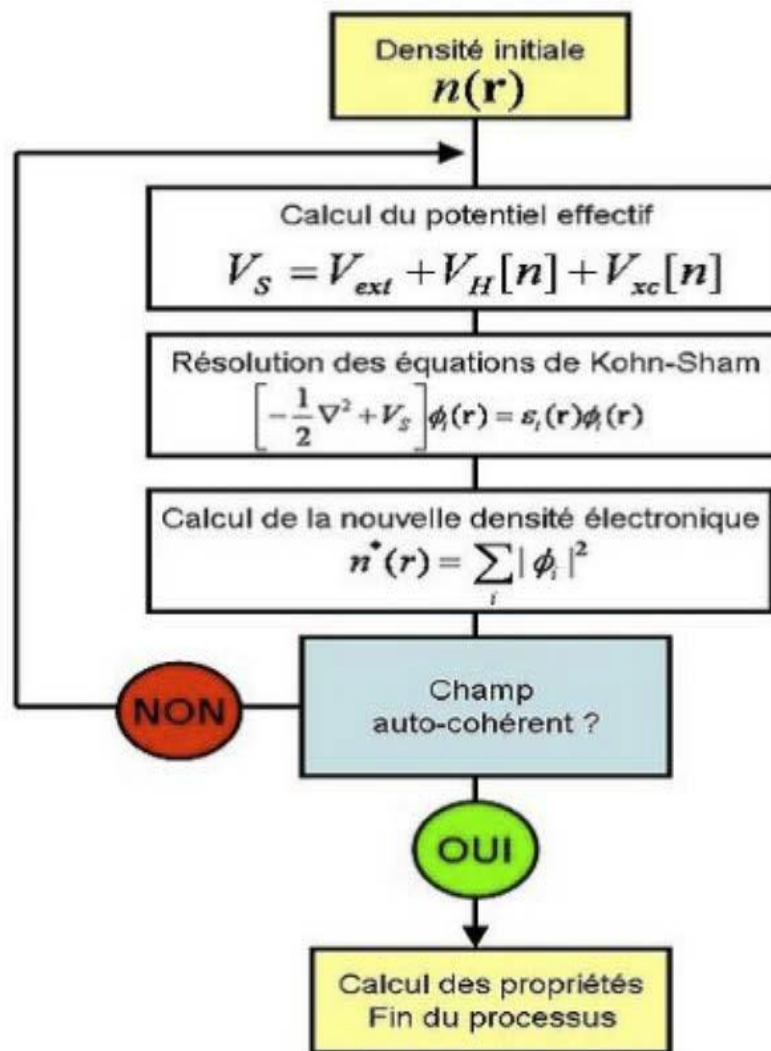 Densité initiale
n(r)
Calcul du potentiel effectif
V_S = V_ext + V_H[n] + V_xc[n]
Résolution des équations de Kohn-Sham
[-1/2 ∇² + V_S] ϕ_i(r) = ε_i(r)ϕ_i(r)
Calcul de la nouvelle densité électronique
n*(r) = ∑_i |ϕ_i|²
Champ
auto-cohérent ?
NON
OUI
Calcul des propriétés
Fin du processus